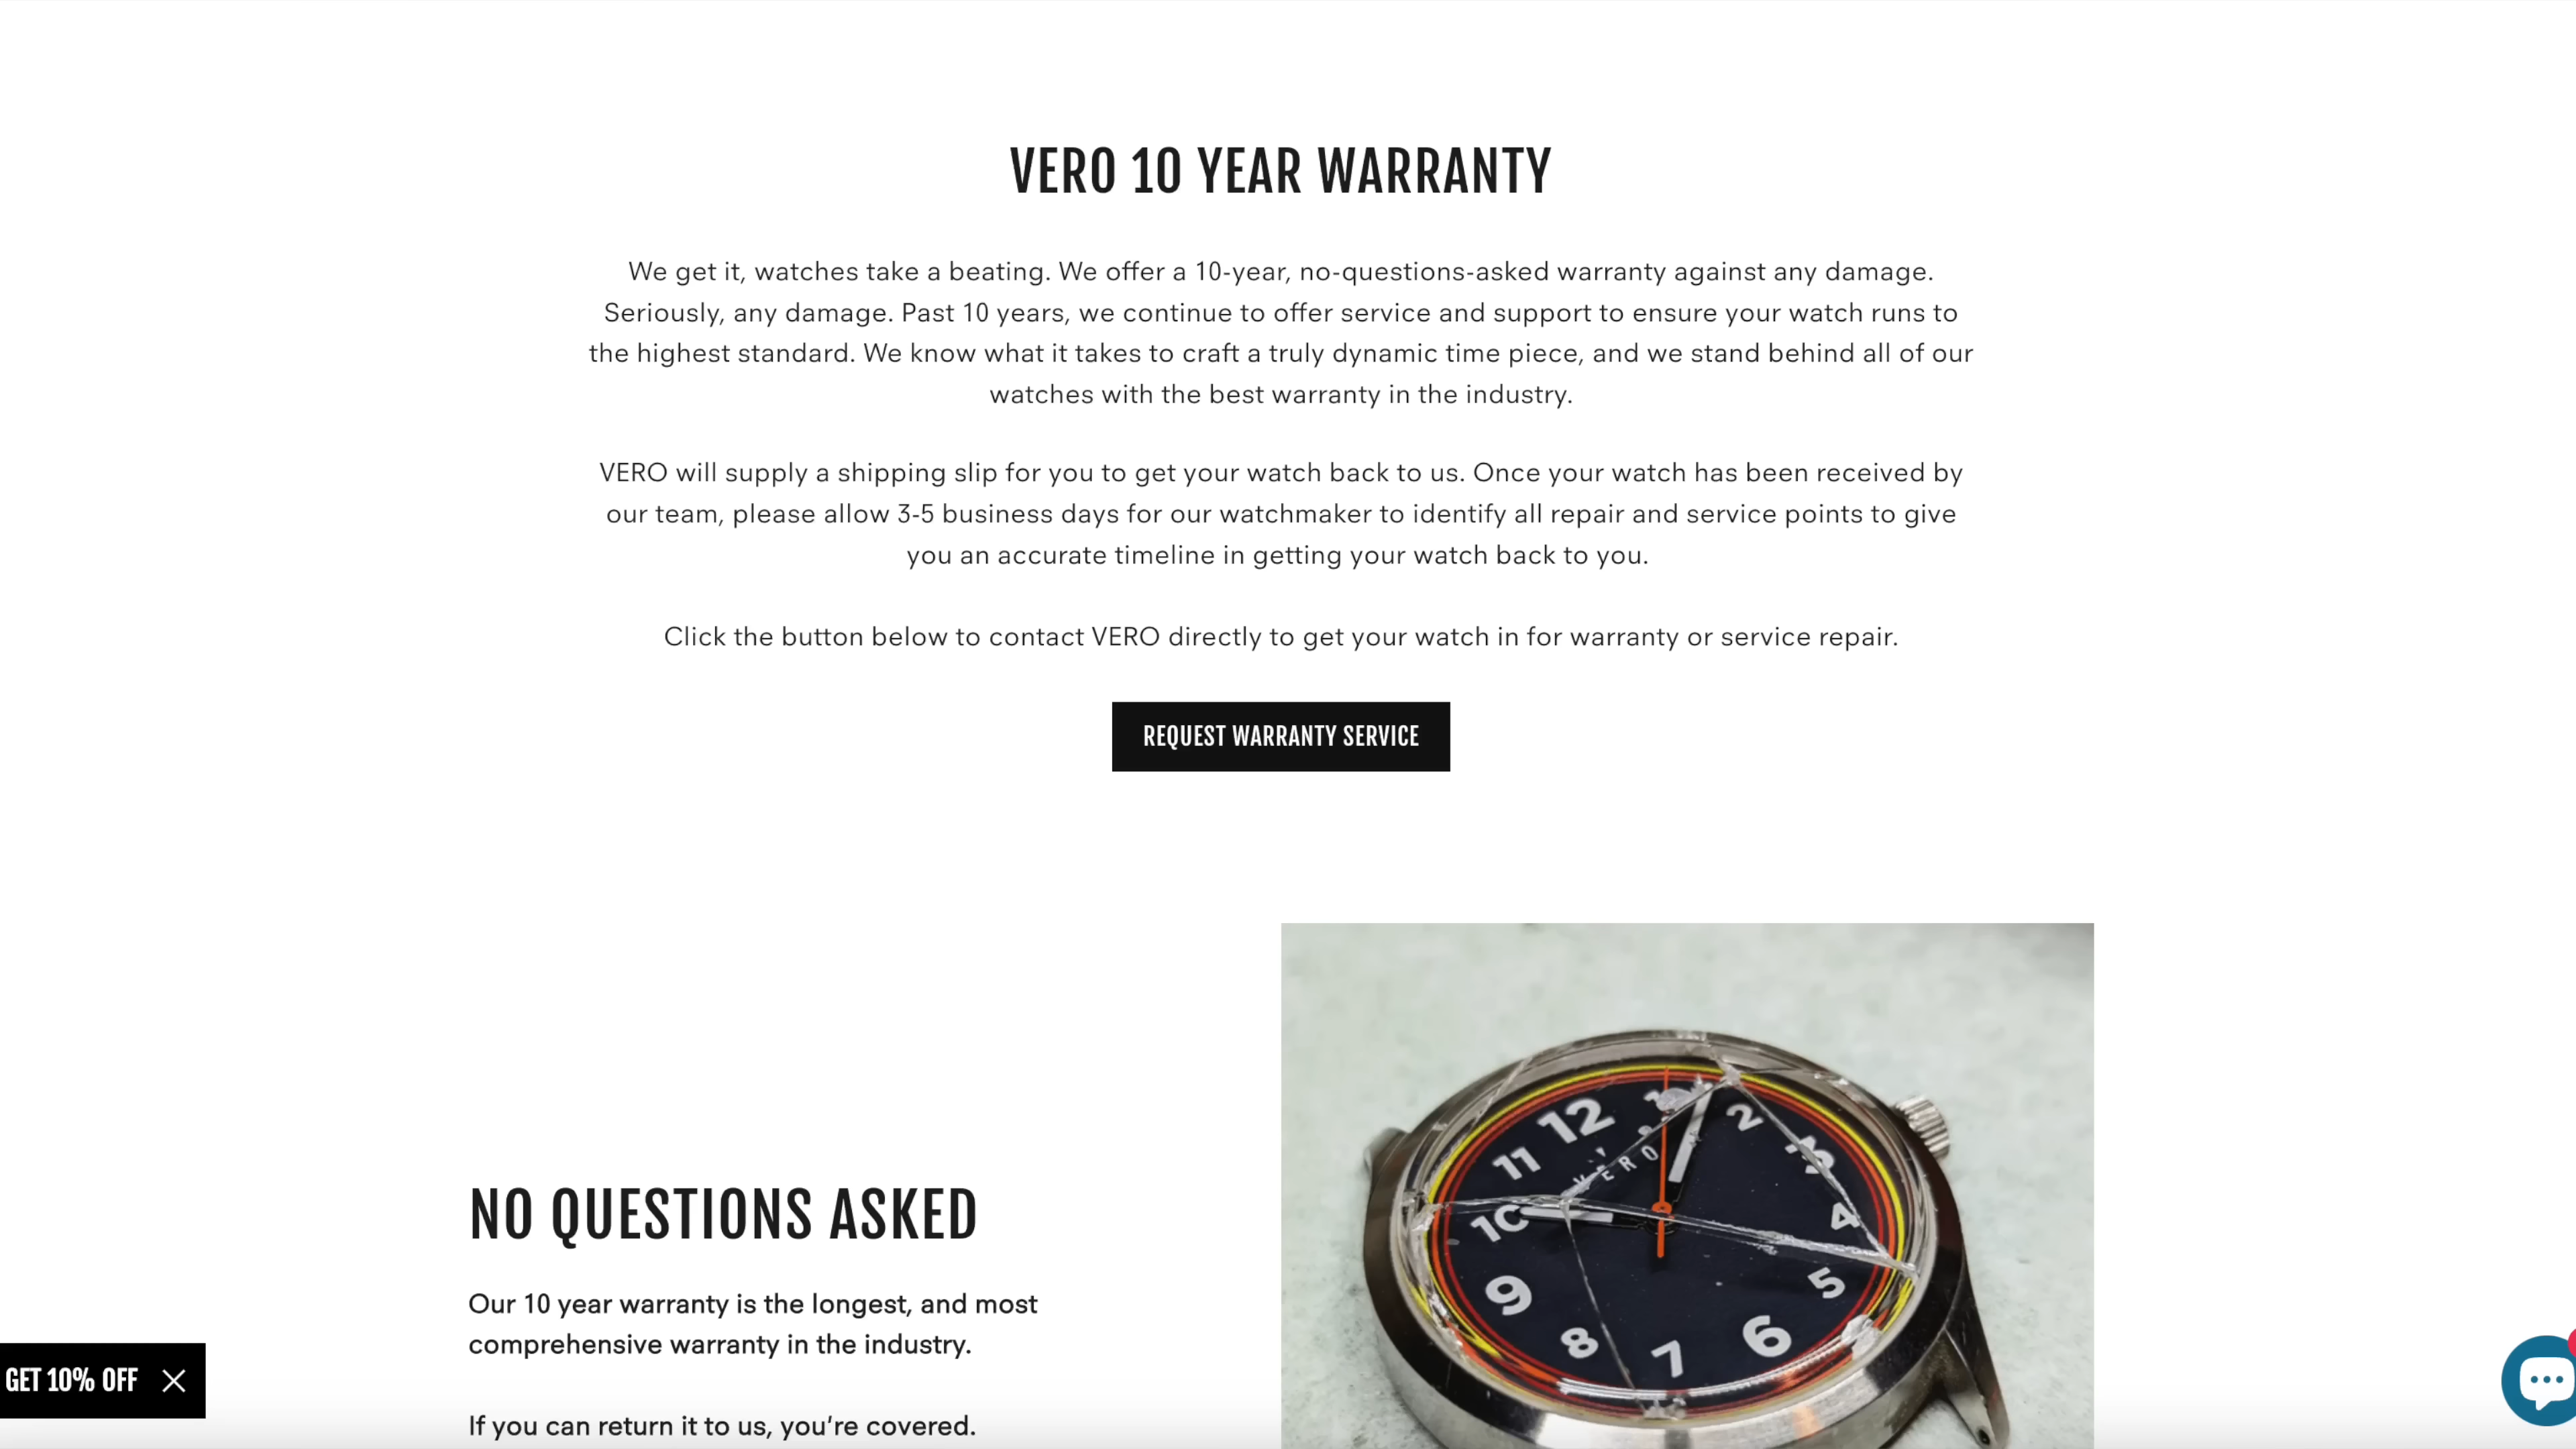 VERO 10 YEAR WARRANTY
We get it, watches take a beating. We offer a 10-year, no-questions-asked warranty against any damage.
Seriously, any damage. Past 10 years, we continue to offer service and support to ensure your watch runs to
the highest standard. We know what it takes to craft a truly dynamic time piece, and we stand behind all of our
watches with the best warranty in the industry.
VERO will supply a shipping slip for you to get your watch back to us. Once your watch has been received by
our team, please allow 3-5 business days for our watchmaker to identify all repair and service points to give
you an accurate timeline in getting your watch back to you.
Click the button below to contact VERO directly to get your watch in for warranty or service repair.
REQUEST WARRANTY SERVICE
NO QUESTIONS ASKED
Our 10 year warranty is the longest, and most
comprehensive warranty in the industry.
If you can return it to us, you're covered.
GET 10% OFF
VERO
12
2
3
4
5
6
7
8
9
10
11